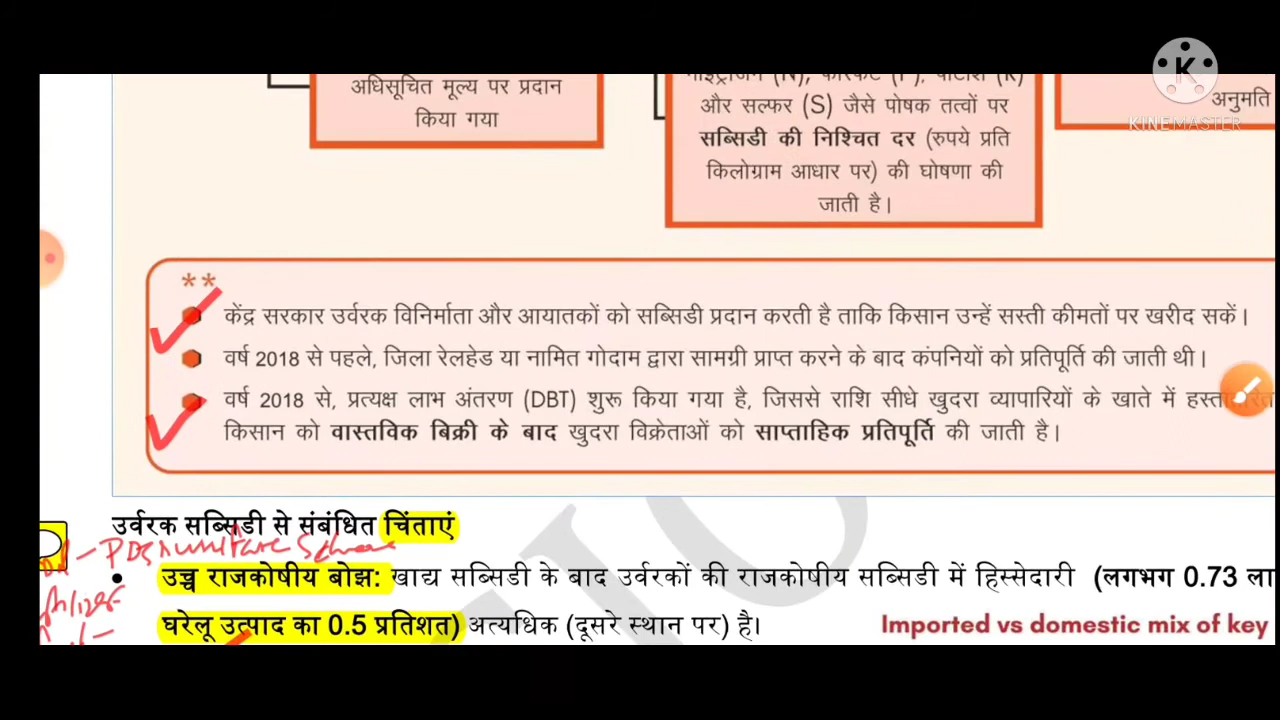 अधिसूचित मूल्य पर प्रदान
किया गया
और सल्फर (S) जैसे पोषक तत्वों पर
सब्सिडी की निश्चित दर (रुपये प्रति
किलोग्राम आधार पर) की घोषणा की
जाती है।
अनुमति
K
KINEMASTER
**
केंद्र सरकार उर्वरक विनिर्माता और आयातकों को सब्सिडी प्रदान करती है ताकि किसान उन्हें सस्ती कीमतों पर खरीद सकें।
वर्ष 2018 से पहले, जिला रेलहेड या नामित गोदाम द्वारा सामग्री प्राप्त करने के बाद कंपनियों को प्रतिपूर्ति की जाती थी।
वर्ष 2018 से, प्रत्यक्ष लाभ अंतरण (DBT) शुरू किया गया है, जिससे राशि सीधे खुदरा व्यापारियों के खाते में
किसान को वास्तविक बिक्री के बाद खुदरा विक्रेताओं को साप्ताहिक प्रतिपूर्ति की जाती है।
उर्वरक सब्सिडी से संबंधित चिंताएं
• उच्च राजकोषीय बोझ: खाद्य सब्सिडी के बाद उर्वरकों की राजकोषीय सब्सिडी में हिस्सेदारी (लगभग 0.73 ला
घरेलू उत्पाद का 0.5 प्रतिशत) अत्यधिक (दूसरे स्थान पर) है।
Imported vs domestic mix of key